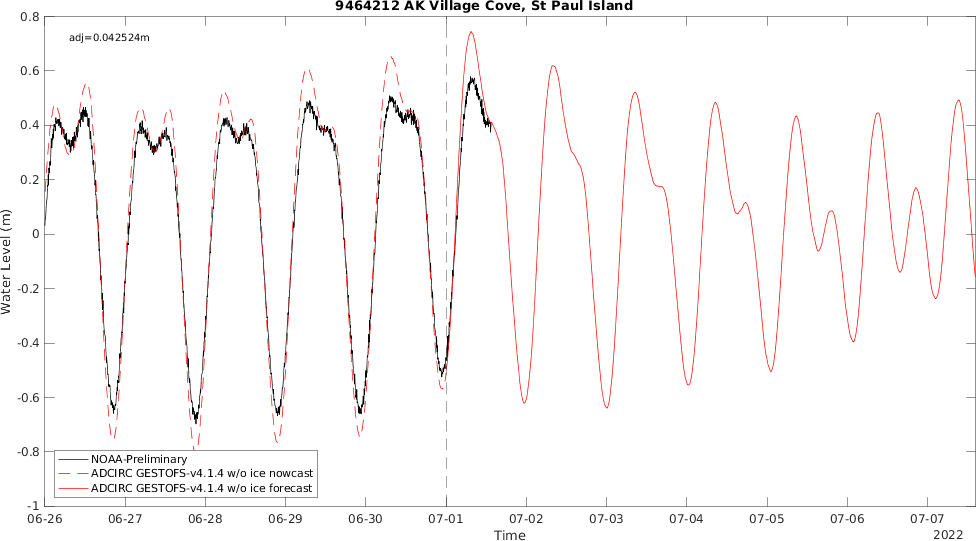 9464212 AK Village Cove, St Paul Island
adj=0.042524m
0.8
0.6
0.4
0.2
0
-0.2
-0.4
-0.6
-0.8
-1
Water Level (m)
NOAA-Preliminary
ADCIRC GESTOFS-v4.1.4 w/o ice nowcast
ADCIRC GESTOFS-v4.1.4 w/o ice forecast
06-26 06-27 06-28 06-29 06-30 07-01 07-02 07-03 07-04 07-05 07-06 07-07
Time
2022